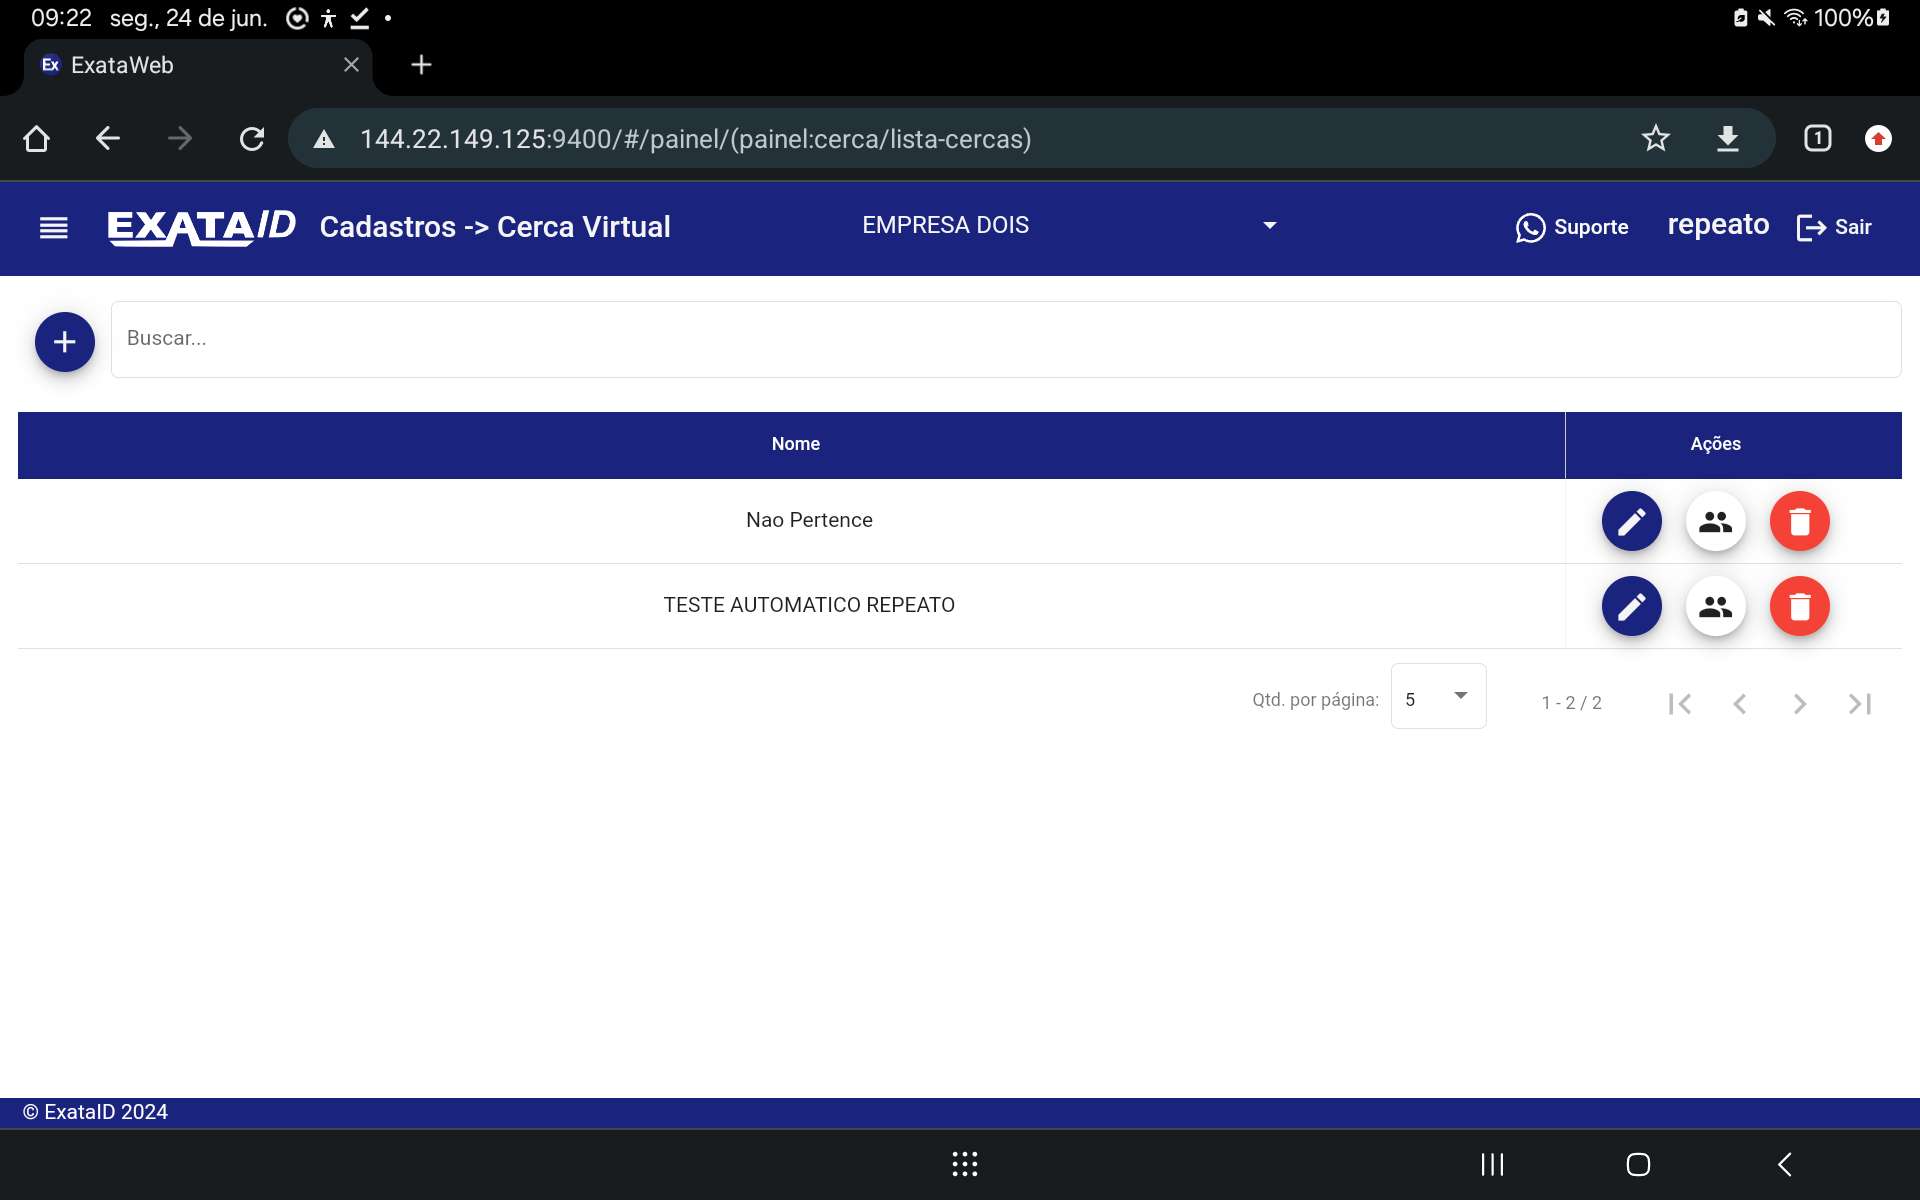 09:22 seg., 24 de jun. 100%
Ex ExataWeb
144.22.149.125:9400/#/painel/(painel:cerca/lista-cercas) 1
EXATAID Cadastros -> Cerca Virtual EMPRESA DOIS Suporte repeato Sair
Buscar...
Nome Ações
Nao Pertence
TESTE AUTOMATICO REPEATO
Qtd. por página: 5 1 - 2 / 2
© ExataID 2024